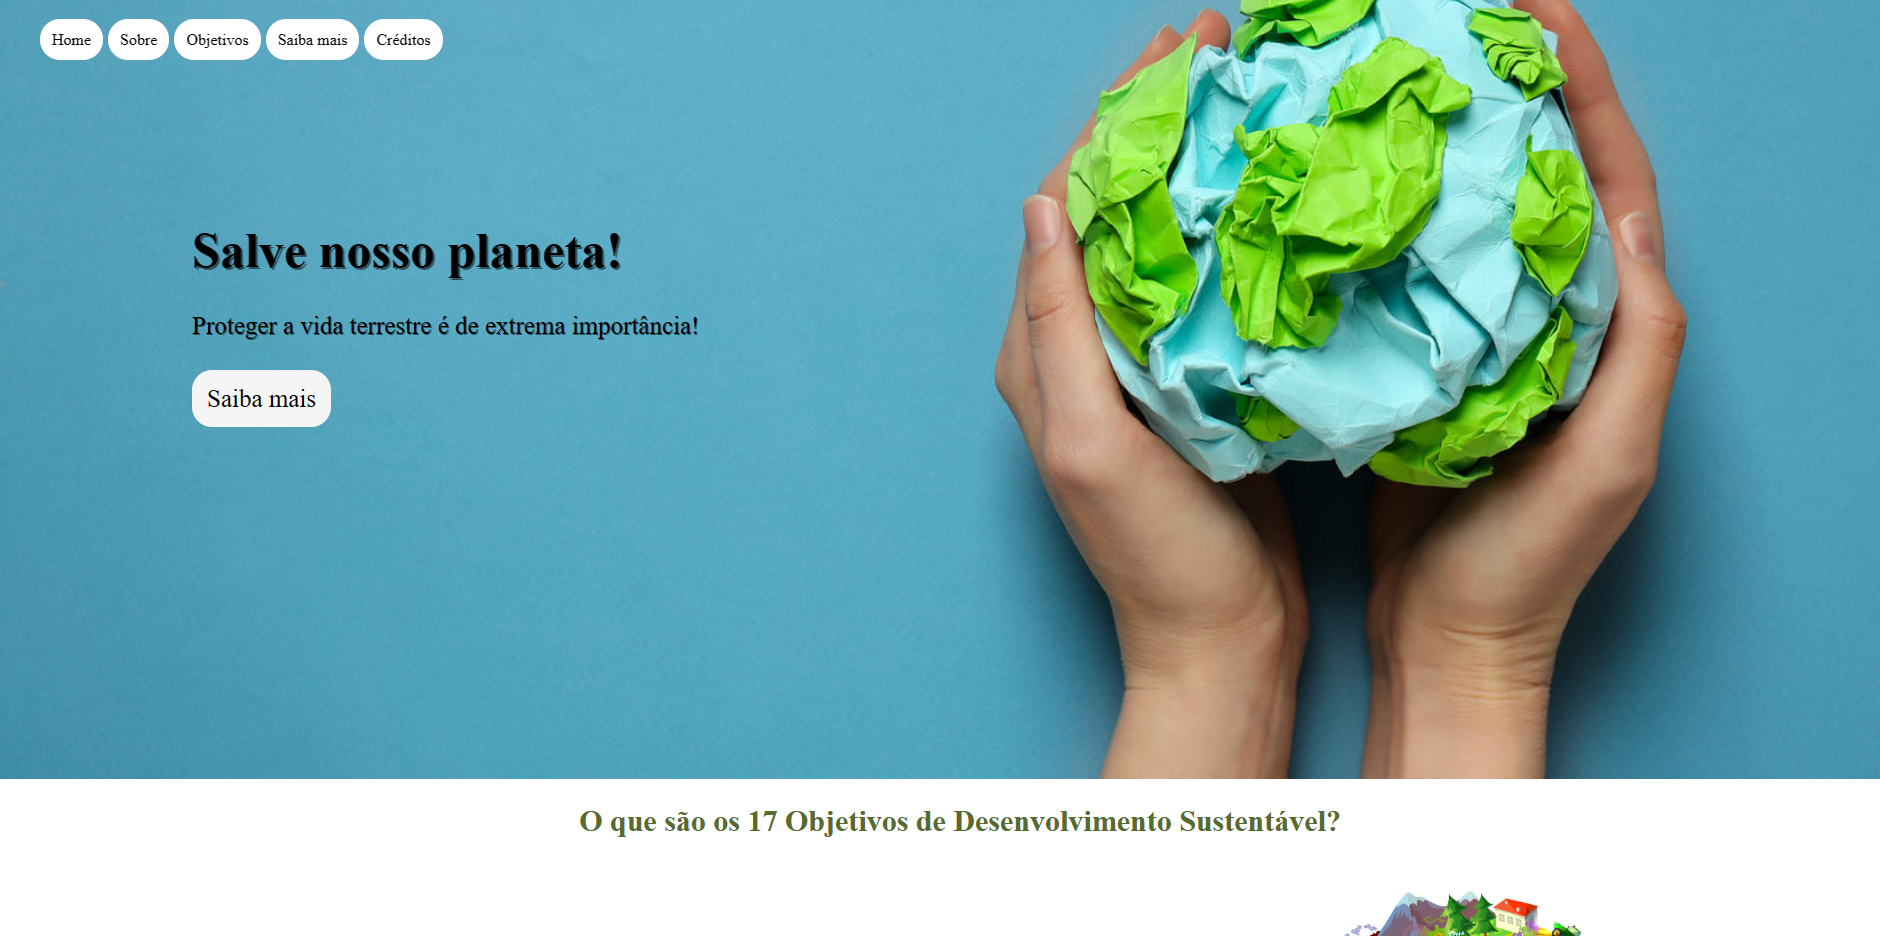 Home
Sobre
Objetivos
Saiba mais
Créditos
Salve nosso planeta!
Proteger a vida terrestre é de extrema importância!
Saiba mais
O que são os 17 Objetivos de Desenvolvimento Sustentável?